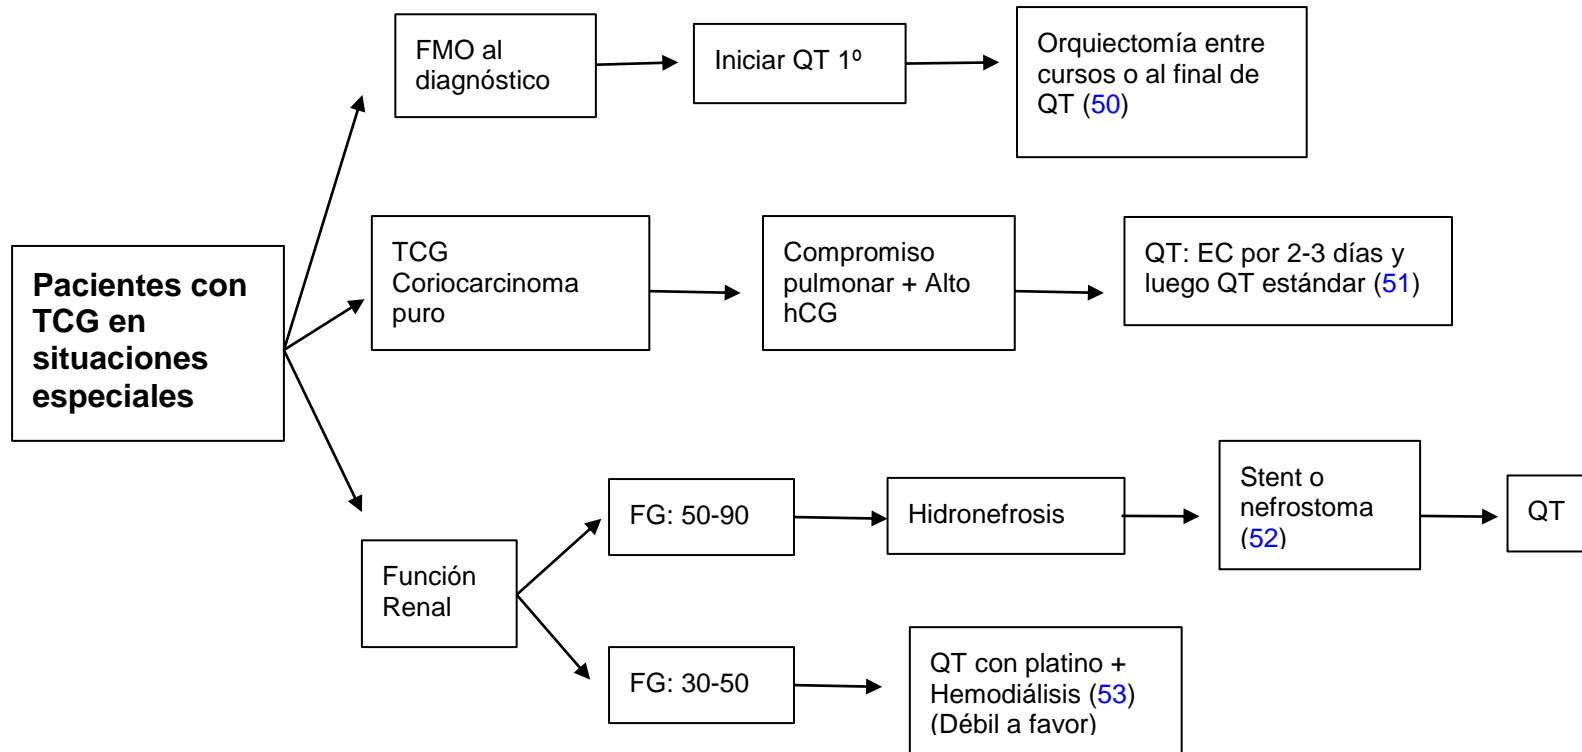 Pacientes con
TCG en
situaciones
especiales
FMO al
diagnóstico
Iniciar QT 1º
Orquiectomía entre
cursos o al final de
QT (50)
TCG
Coriocarcinoma
puro
Compromiso
pulmonar + Alto
hCG
QT: EC por 2-3 días y
luego QT estándar (51)
Función
Renal
FG: 50-90
Hidronefrosis
Stent o
nefrostoma
(52)
QT
FG: 30-50
QT con platino +
Hemodiálisis (53)
(Débil a favor)